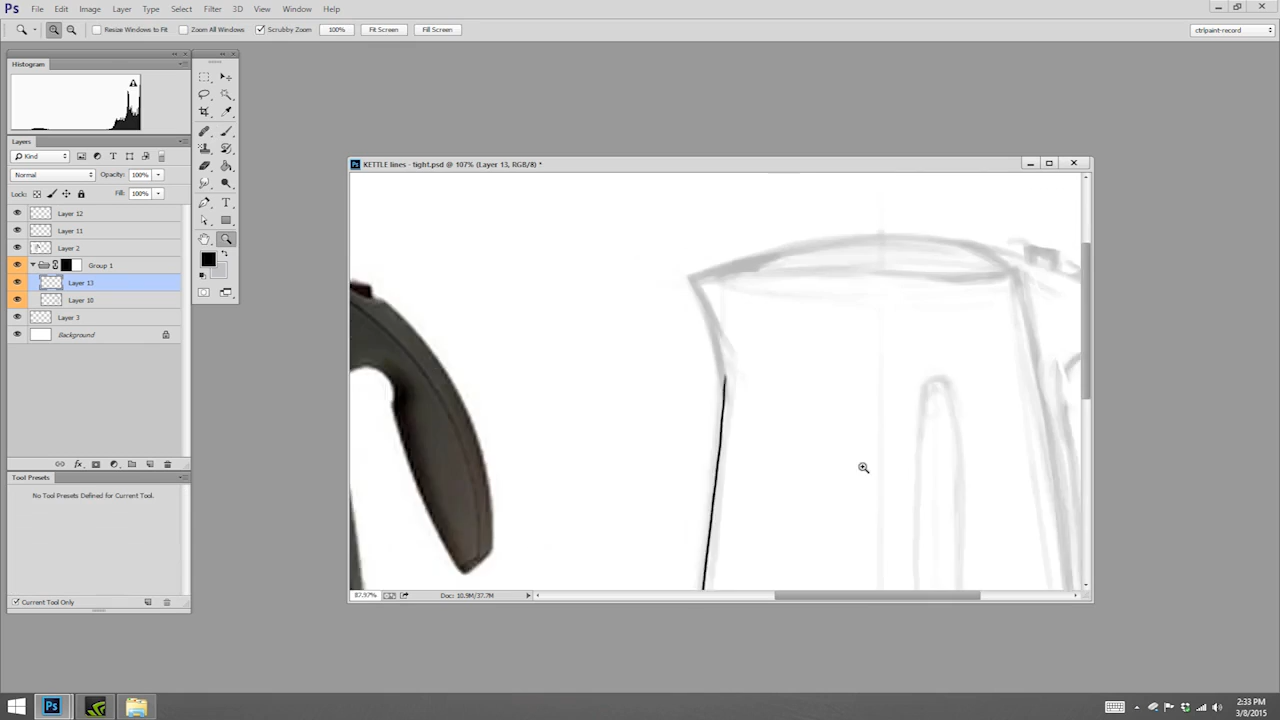 Ps File Edit Image Layer Type Select Filter 3D View Window Help
Resize Windows to Fit Zoom All Windows Scrubby Zoom 100% Fit Screen Fill Screen ctrlpaint-record
Histogram
Layers
Kind
Normal Opacity: 100%
Lock: Fill: 100%
Layer 12
Layer 11
Layer 2
Group 1
Layer 13
Layer 10
Layer 3
Background
fx
Tool Presets
No Tool Presets Defined for Current Tool.
Current Tool Only
KETTLE lines - tight.psd @ 107% (Layer 13, RGB/8) *
87.97% Doc: 10.9M/37.7M
Ps
2:33 PM
3/8/2015